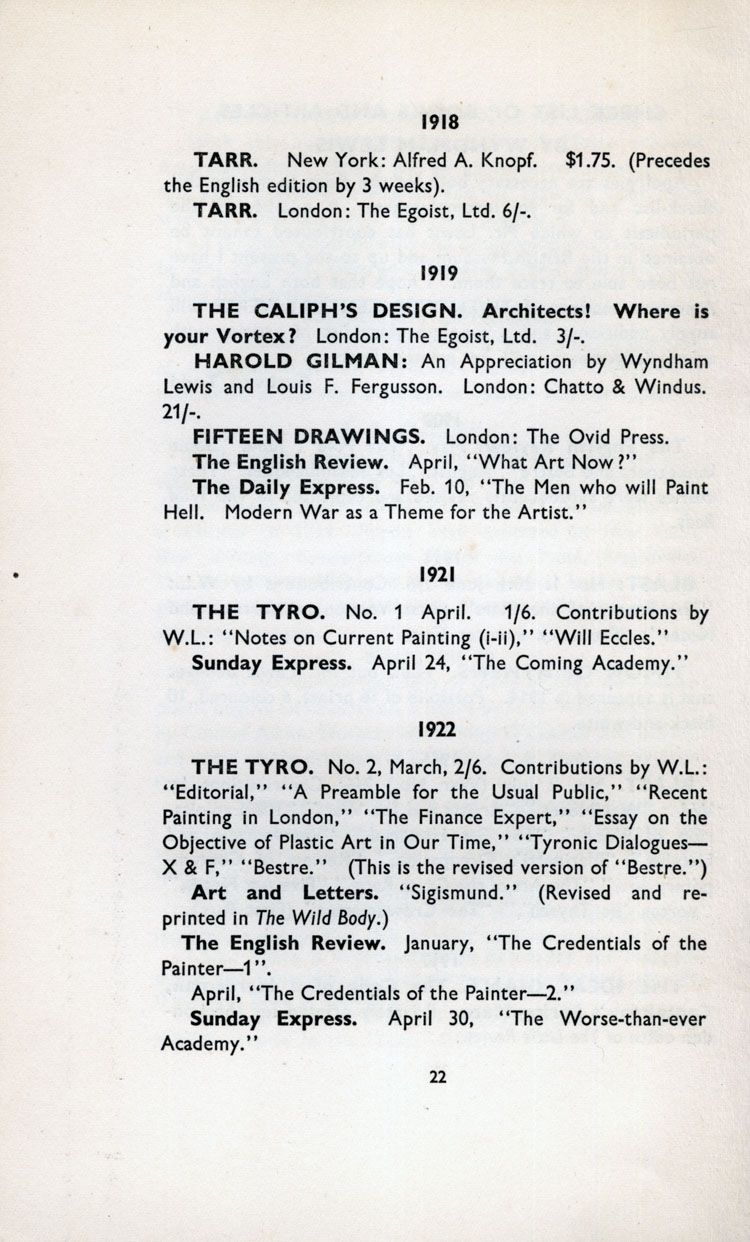 1918
TARR. New York: Alfred A. Knopf. $1.75. (Precedes
the English edition by 3 weeks).
TARR. London: The Egoist, Ltd. 6/-.
1919
THE CALIPH'S DESIGN. Architects! Where is
your Vortex? London: The Egoist, Ltd. 3/-.
HAROLD GILMAN: An Appreciation by Wyndham
Lewis and Louis F. Fergusson. London: Chatto & Windus.
21/-.
FIFTEEN DRAWINGS. London: The Ovid Press.
The English Review. April, "What Art Now?"
The Daily Express. Feb. 10, "The Men who will Paint
Hell. Modern War as a Theme for the Artist."
1921
THE TYRO. No. 1 April. 1/6. Contributions by
W.L.: "Notes on Current Painting (i-ii)," "Will Eccles."
Sunday Express. April 24, "The Coming Academy."
1922
THE TYRO. No. 2, March, 2/6. Contributions by W.L.:
"Editorial," "A Preamble for the Usual Public," "Recent
Painting in London," "The Finance Expert," "Essay on the
Objective of Plastic Art in Our Time," "Tyronic Dialogues—
X & F," "Bestre." (This is the revised version of "Bestre.")
Art and Letters. "Sigismund." (Revised and re-
printed in The Wild Body.)
The English Review. January, "The Credentials of the
Painter—1".
April, "The Credentials of the Painter—2."
Sunday Express. April 30, "The Worse-than-ever
Academy."
22